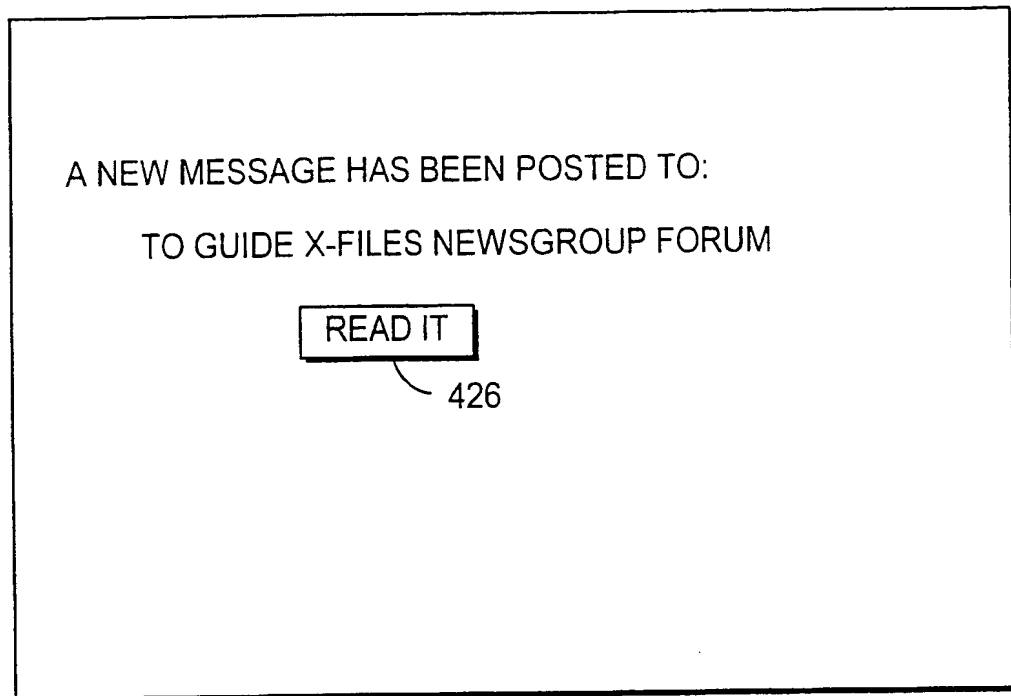 A NEW MESSAGE HAS BEEN POSTED TO:
TO GUIDE X-FILES NEWSGROUP FORUM
READ IT
426